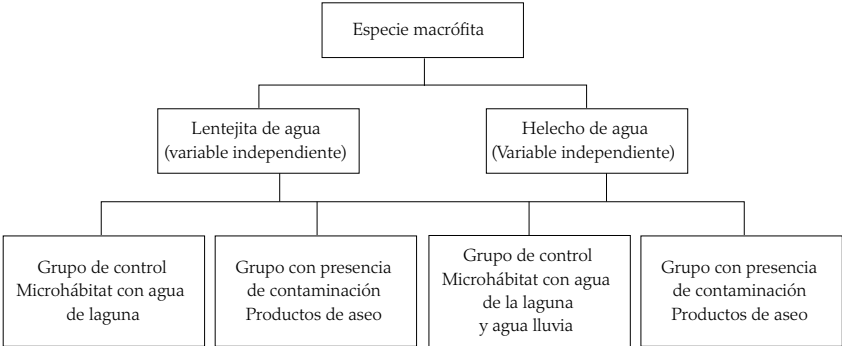 Especie macrófita
Lentejita de agua
(variable independiente)
Helecho de agua
(Variable independiente)
Grupo de control
Microhábitat con agua
de laguna
Grupo con presencia
de contaminación
Productos de aseo
Grupo de control
Microhábitat con agua
de la laguna
y agua lluvia
Grupo con presencia
de contaminación
Productos de aseo